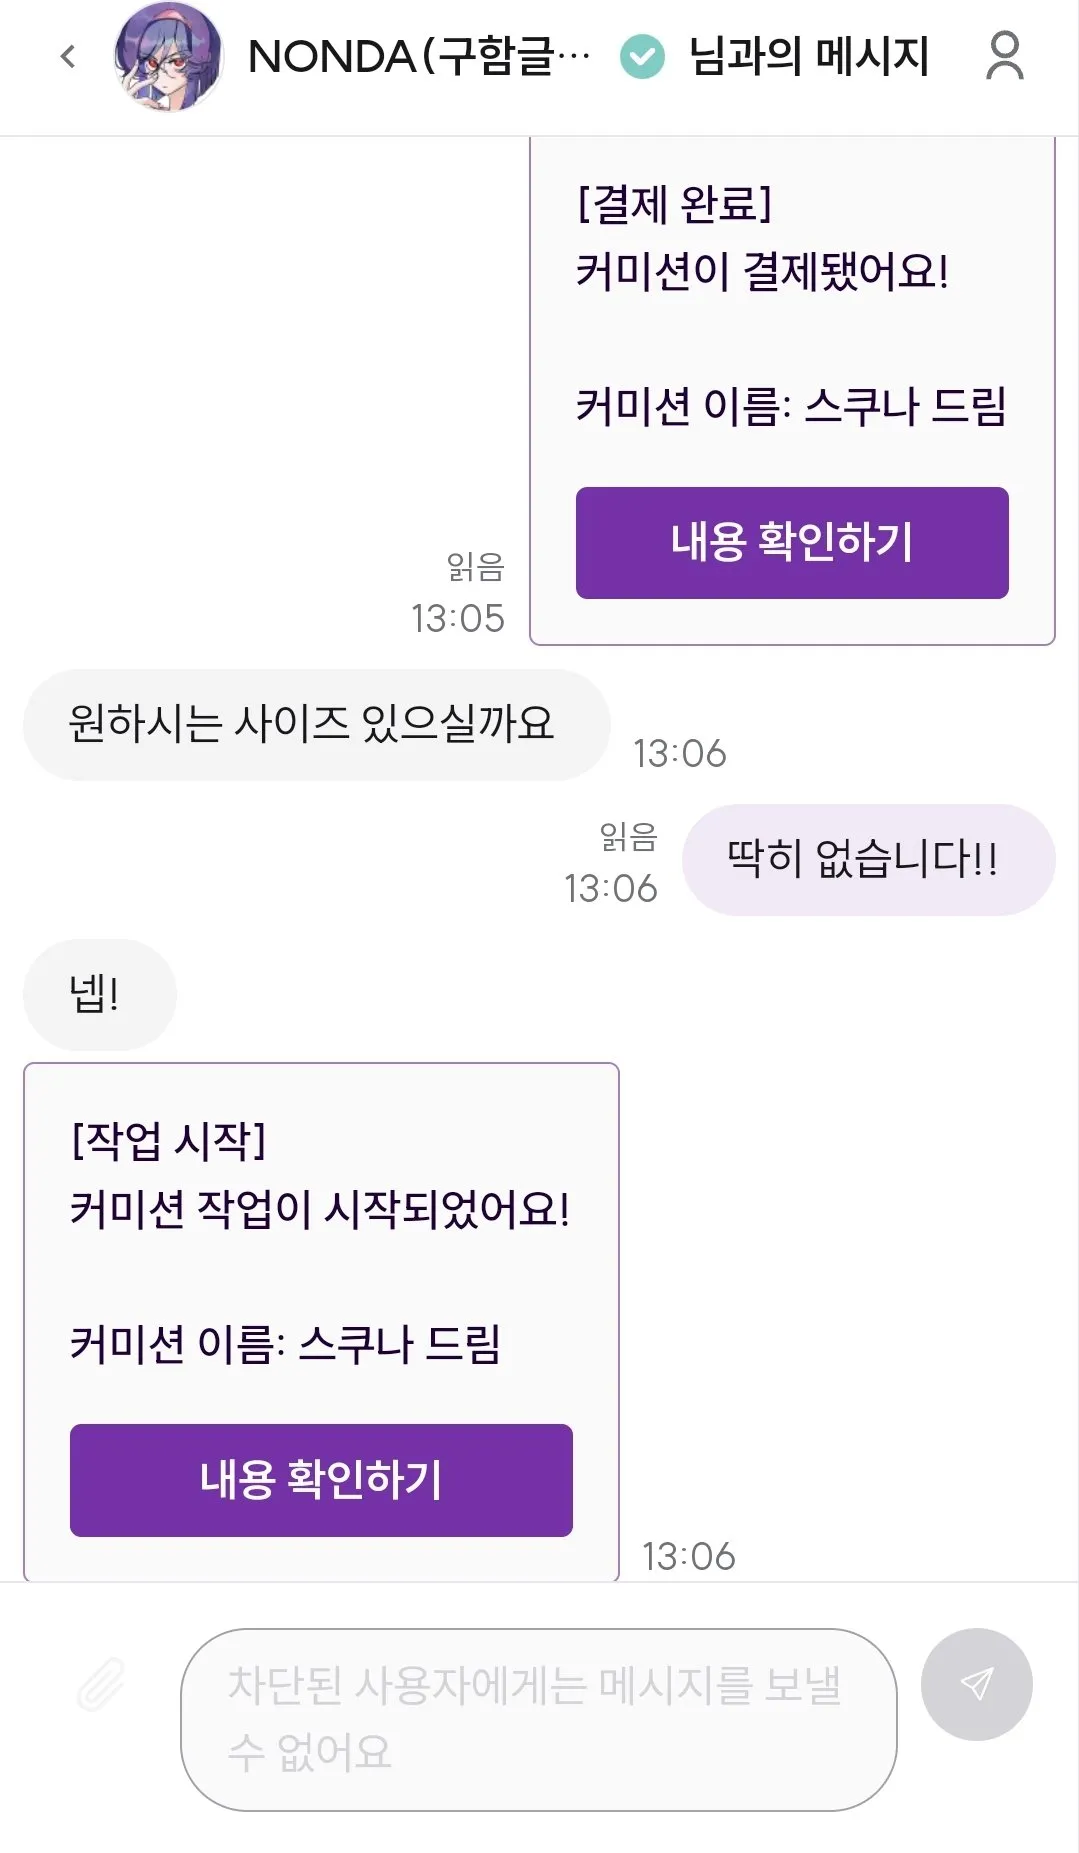 NONDA(구함글… 님과의 메시지
[결제 완료]
커미션이 결제됐어요!
커미션 이름: 스쿠나 드림
내용 확인하기
읽음
13:05
원하시는 사이즈 있으실까요
13:06
읽음
13:06
딱히 없습니다!!
넵!
[작업 시작]
커미션 작업이 시작되었어요!
커미션 이름: 스쿠나 드림
내용 확인하기
13:06
차단된 사용자에게는 메시지를 보낼
수 없어요